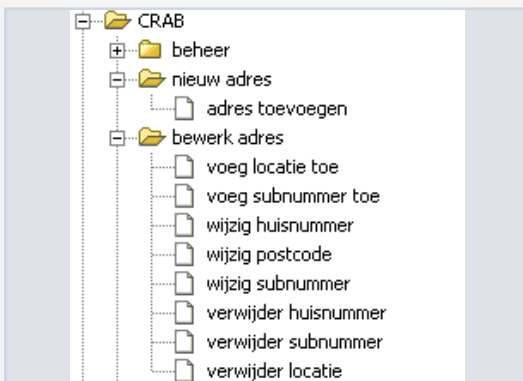 CRAB
beheer
nieuw adres
adres toevoegen
bewerk adres
voeg locatie toe
voeg subnummer toe
wijzig huisnummer
wijzig postcode
wijzig subnummer
verwijder huisnummer
verwijder subnummer
verwijder locatie